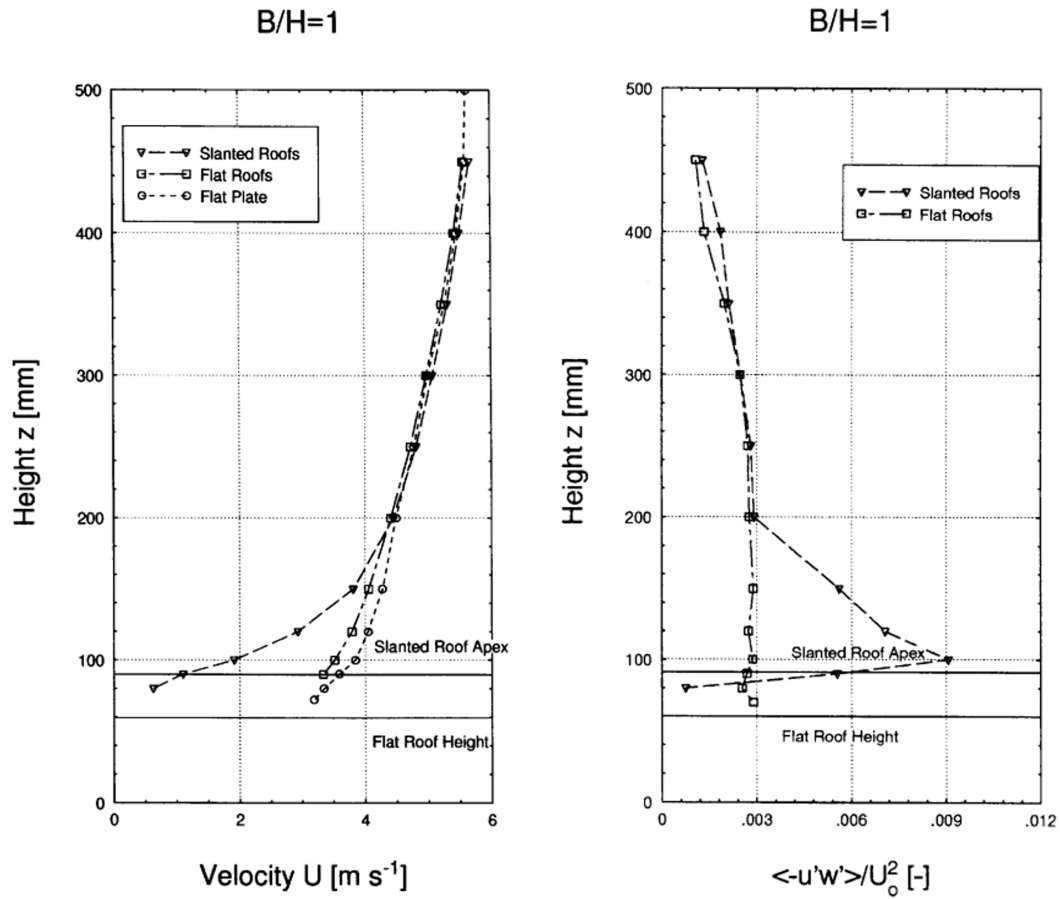 B/H=1
500
400
300
200
100
0
Height z [mm]
Slanted Roofs
Flat Roofs
Flat Plate
Slanted Roof Apex
Flat Roof Height
0
2
4
6
Velocity U [m s⁻¹]
B/H=1
500
400
300
200
100
0
Height z [mm]
Slanted Roofs
Flat Roofs
Slanted Roof Apex
Flat Roof Height
0
.003
.006
.009
.012
<-u'w'>/U₀² [-]